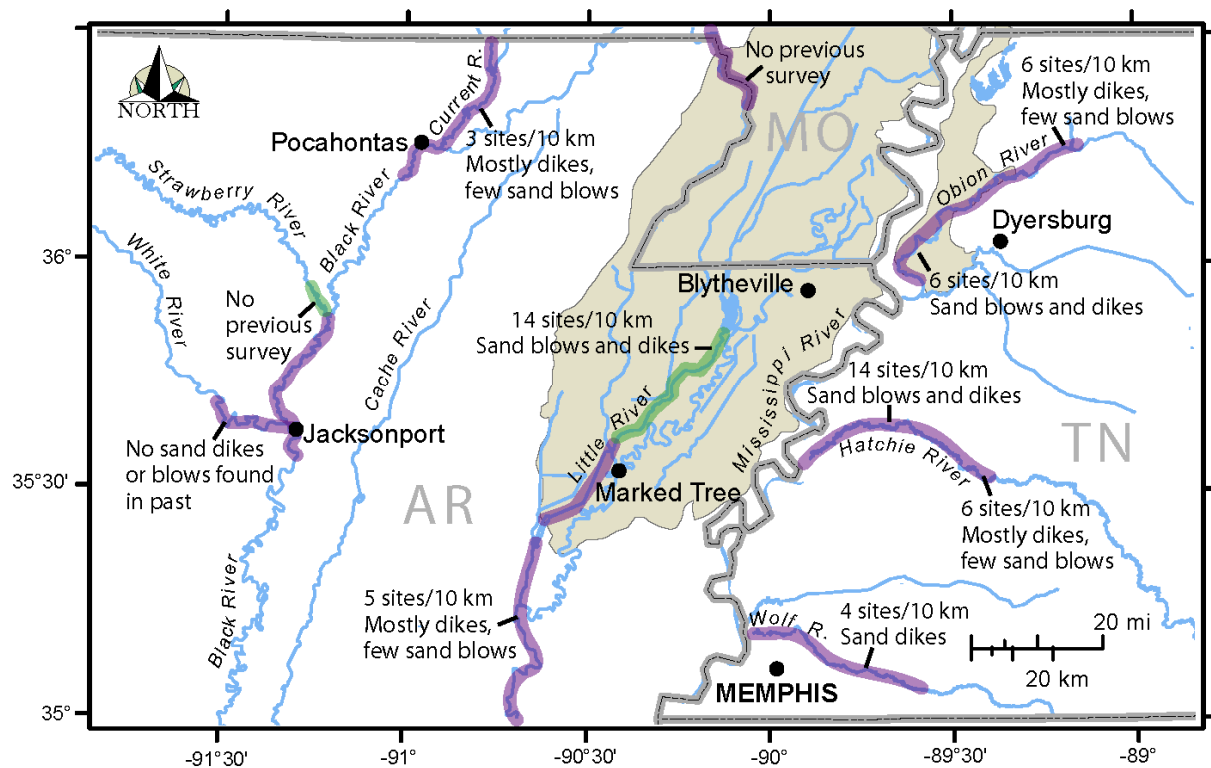 NORTH
Current R.
No previous
survey
6 sites/10 km
Mostly dikes,
few sand blows
MO
Pocahontas
3 sites/10 km
Mostly dikes,
few sand blows
Strawberry River
Black River
Obion River
Dyersburg
White River
36°
No
previous
survey
Blytheville
6 sites/10 km
Sand blows and dikes
14 sites/10 km
Sand blows and dikes
Cache River
Mississippi River
14 sites/10 km
Sand blows and dikes
Little River
Hatchie River
TN
Jacksonport
No sand dikes
or blows found
in past
35°30'
AR
Marked Tree
6 sites/10 km
Mostly dikes,
few sand blows
Black River
5 sites/10 km
Mostly dikes,
few sand blows
Wolf R.
4 sites/10 km
Sand dikes
20 mi
20 km
MEMPHIS
35°
-91°30'
-91°
-90°30'
-90°
-89°30'
-89°